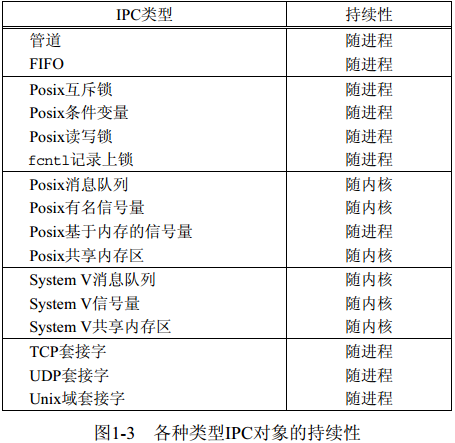 IPC类型 持续性
管道 随进程
FIFO 随进程
Posix互斥锁 随进程
Posix条件变量 随进程
Posix读写锁 随进程
fcntl记录上锁 随进程
Posix消息队列 随内核
Posix有名信号量 随内核
Posix基于内存的信号量 随进程
Posix共享内存区 随内核
System V消息队列 随内核
System V信号量 随内核
System V共享内存区 随内核
TCP套接字 随进程
UDP套接字 随进程
Unix域套接字 随进程
图1-3 各种类型IPC对象的持续性